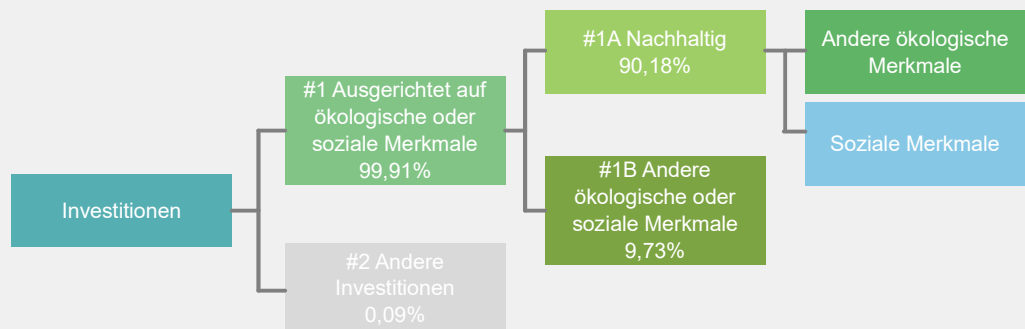 Investitionen
#1 Ausgerichtet auf
ökologische oder
soziale Merkmale
99,91%
#2 Andere
Investitionen
0,09%
#1A Nachhaltig
90,18%
#1B Andere
ökologische oder
soziale Merkmale
9,73%
Andere ökologische
Merkmale
Soziale Merkmale